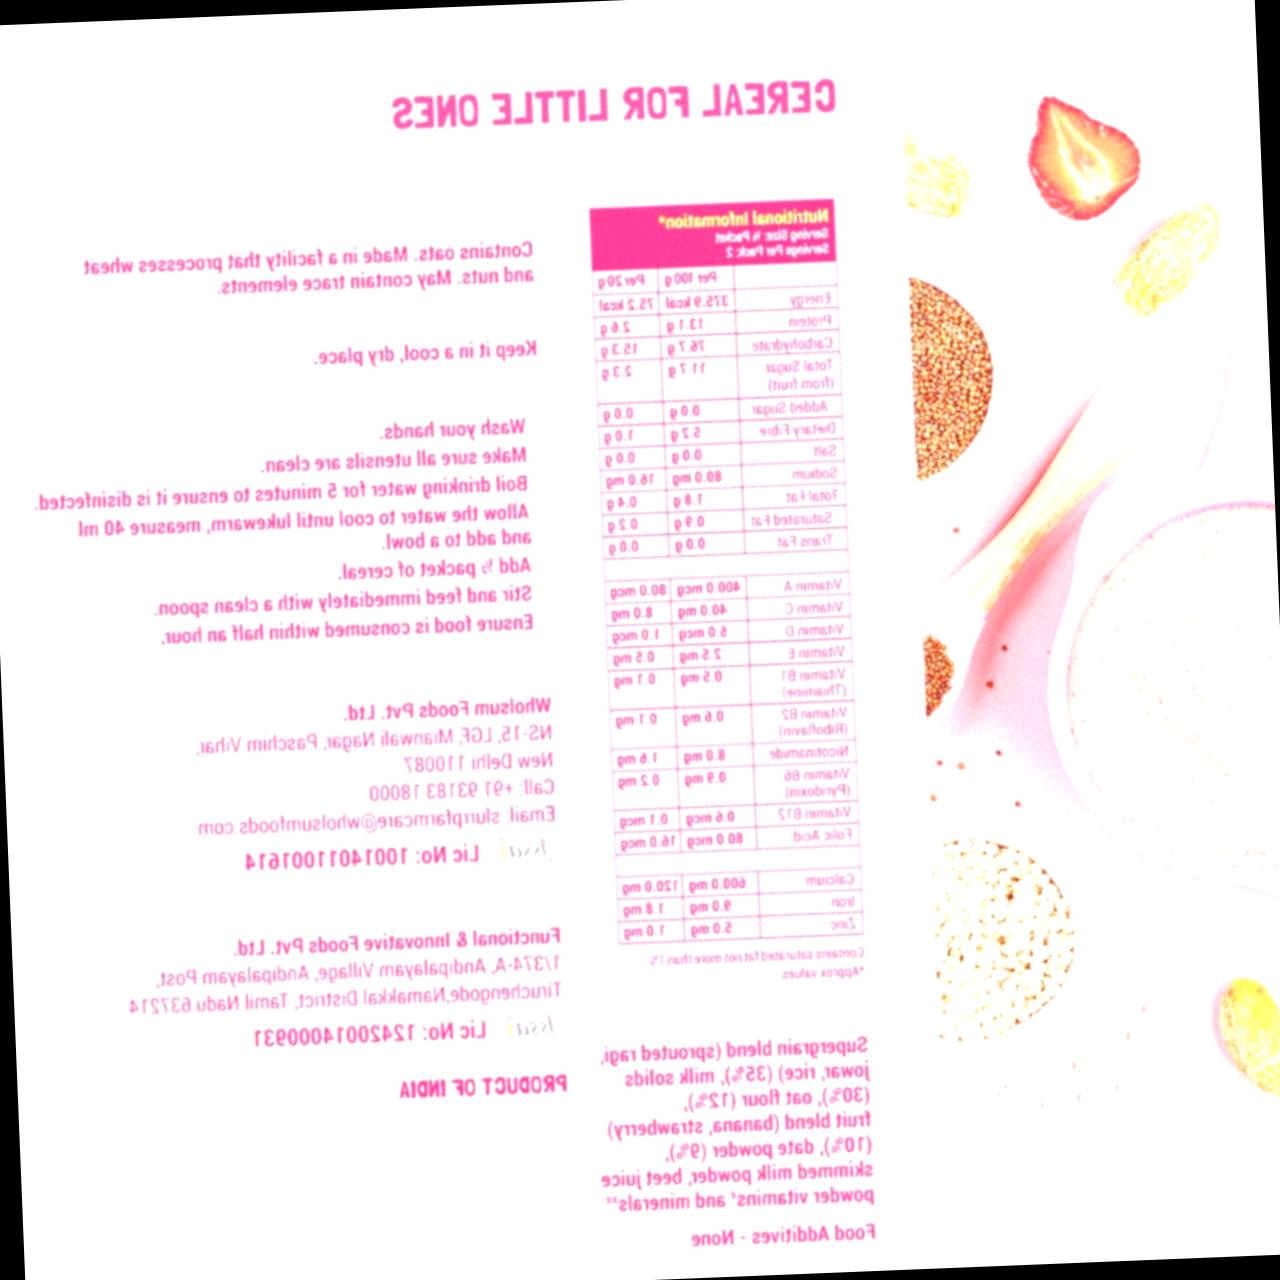 CEREAL FOR LITTLE ONES
Nutritional Information*
Serving Size: ½ Packet
Servings Per Pack: 2
Per 100 g Per 20 g
Energy 375.9 kcal 75.2 kcal
Protein 13.1 g 2.6 g
Carbohydrate 76.7 g 15.3 g
Total Sugar 11.7 g 2.3 g
(from fruit)
Added Sugar 0.0 g 0.0 g
Dietary Fibre 5.2 g 1.0 g
Salt 0.0 g 0.0 g
Sodium 80.0 mg 16.0 mg
Total Fat 1.8 g 0.4 g
Saturated Fat 0.9 g 0.2 g
Trans Fat 0.0 g 0.0 g
Vitamin A 400.0 mcg 80.0 mcg
Vitamin C 40.0 mg 8.0 mg
Vitamin D 5.0 mcg 1.0 mcg
Vitamin E 2.5 mg 0.5 mg
Vitamin B1 0.5 mg 0.1 mg
(Thiamine)
Vitamin B2 0.6 mg 0.1 mg
(Riboflavin)
Nicotinamide 8.0 mg 1.6 mg
Vitamin B6 0.9 mg 0.2 mg
(Pyridoxin)
Vitamin B12 0.6 mcg 0.1 mcg
Folic Acid 80.0 mcg 16.0 mcg
Calcium 600.0 mg 120.0 mg
Iron 9.0 mg 1.8 mg
Zinc 5.0 mg 1.0 mg
Contains saturated fat not more than 1%
*Approx values
Supergrain blend (sprouted ragi,
jowar, rice) (35%), milk solids
(30%), oat flour (12%),
fruit blend (banana, strawberry)
(10%), date powder (9%),
skimmed milk powder, beet juice
powder vitamins* and minerals**
Food Additives - None
Contains oats. Made in a facility that processes wheat
and nuts. May contain trace elements.
Keep it in a cool, dry place.
Wash your hands.
Make sure all utensils are clean.
Boil drinking water for 5 minutes to ensure it is disinfected.
Allow the water to cool until lukewarm, measure 40 ml
and add to a bowl.
Add ½ packet of cereal.
Stir and feed immediately with a clean spoon.
Ensure food is consumed within half an hour.
Wholsum Foods Pvt. Ltd.
NS-15, LGF, Mianwali Nagar, Paschim Vihar,
New Delhi 110087
Call: +91 93183 18000
Email: slurrpfarmcare@wholsumfoods.com
fssai Lic No: 10014011001614
Functional & Innovative Foods Pvt. Ltd.
1/374-A, Andipalayam Village, Andipalayam Post,
Tiruchengode, Namakkal District, Tamil Nadu 637214
fssai Lic No: 12420014000931
PRODUCT OF INDIA